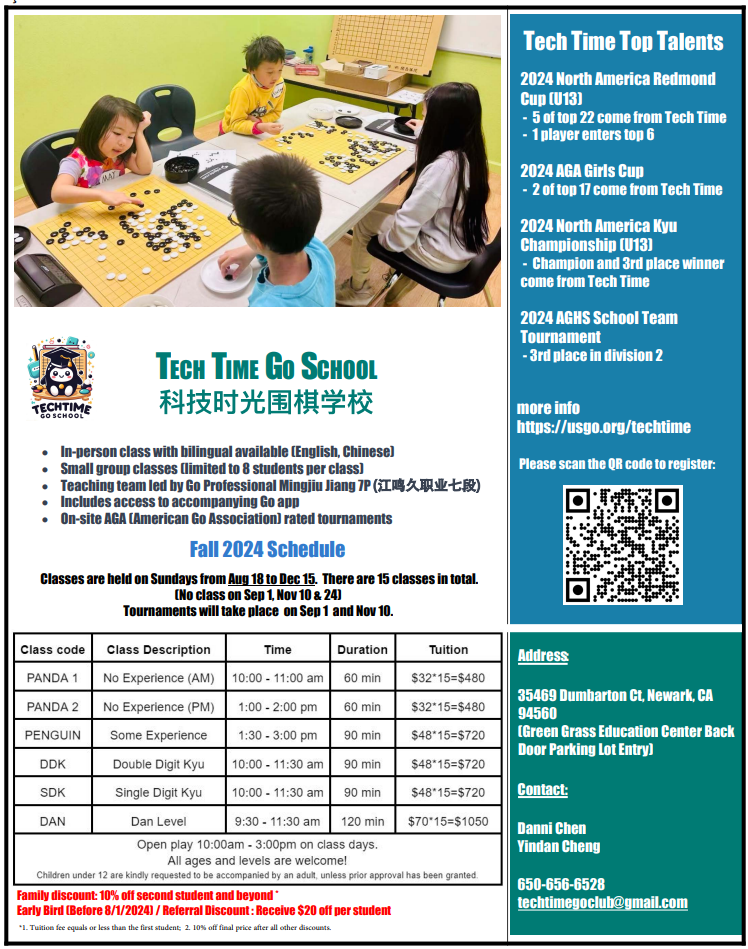 Tech Time Top Talents
2024 North America Redmond
Cup (U13)
- 5 of top 22 come from Tech Time
- 1 player enters top 6
2024 AGA Girls Cup
- 2 of top 17 come from Tech Time
2024 North America Kyu
Championship (U13)
- Champion and 3rd place winner
come from Tech Time
2024 AGHS School Team
Tournament
- 3rd place in division 2
more info
https://usgo.org/techtime
Please scan the QR code to register:
TECHTIME
GO SCHOOL
TECH TIME GO SCHOOL
科技时光围棋学校
• In-person class with bilingual available (English, Chinese)
• Small group classes (limited to 8 students per class)
• Teaching team led by Go Professional Mingjiu Jiang 7P (江鸣久职业七段)
• Includes access to accompanying Go app
• On-site AGA (American Go Association) rated tournaments
Fall 2024 Schedule
Classes are held on Sundays from Aug 18 to Dec 15. There are 15 classes in total.
(No class on Sep 1, Nov 10 & 24)
Tournaments will take place on Sep 1 and Nov 10.
Class code Class Description Time Duration Tuition
PANDA 1 No Experience (AM) 10:00 - 11:00 am 60 min $32*15=$480
PANDA 2 No Experience (PM) 1:00 - 2:00 pm 60 min $32*15=$480
PENGUIN Some Experience 1:30 - 3:00 pm 90 min $48*15=$720
DDK Double Digit Kyu 10:00 - 11:30 am 90 min $48*15=$720
SDK Single Digit Kyu 10:00 - 11:30 am 90 min $48*15=$720
DAN Dan Level 9:30 - 11:30 am 120 min $70*15=$1050
Open play 10:00am - 3:00pm on class days.
All ages and levels are welcome!
Children under 12 are kindly requested to be accompanied by an adult, unless prior approval has been granted.
Family discount: 10% off second student and beyond *
Early Bird (Before 8/1/2024) / Referral Discount : Receive $20 off per student
*1. Tuition fee equals or less than the first student; 2. 10% off final price after all other discounts.
Address:
35469 Dumbarton Ct, Newark, CA
94560
(Green Grass Education Center Back
Door Parking Lot Entry)
Contact:
Danni Chen
Yindan Cheng
650-656-6528
techtimegoclub@gmail.com